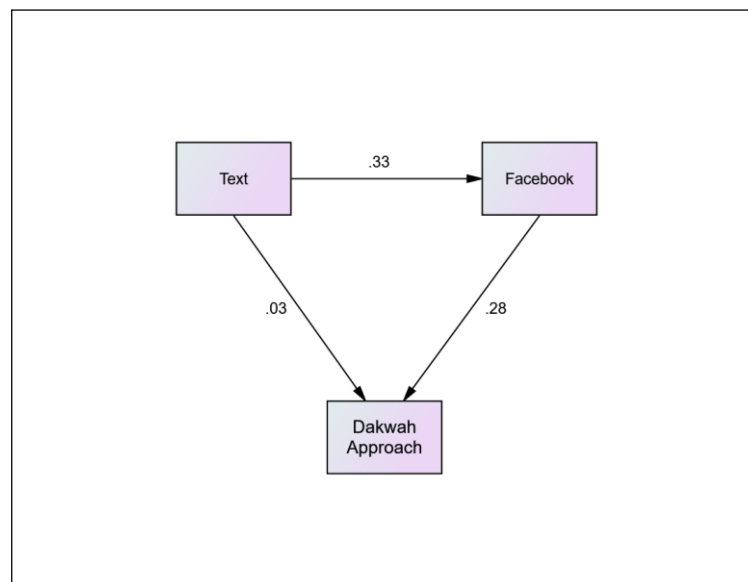 Text
.33
Facebook
.03
.28
Dakwah
Approach